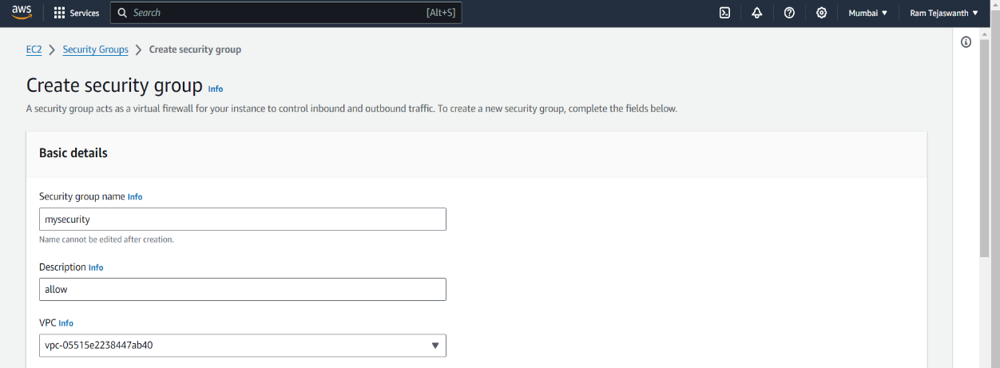 aws Services Search [Alt+S] Mumbai ▼ Ram Tejaswanth ▼
EC2 > Security Groups > Create security group
Create security group Info
A security group acts as a virtual firewall for your instance to control inbound and outbound traffic. To create a new security group, complete the fields below.
Basic details
Security group name Info
mysecurity
Name cannot be edited after creation.
Description Info
allow
VPC Info
vpc-05515e2238447ab40